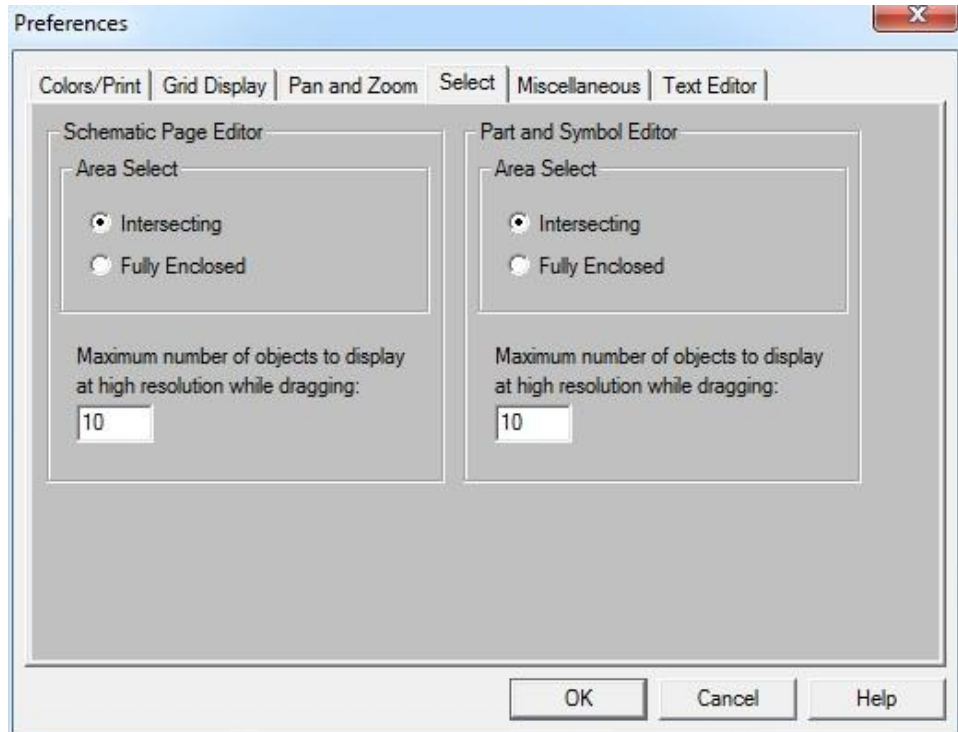 Preferences
X
Colors/Print Grid Display Pan and Zoom Select Miscellaneous Text Editor
Schematic Page Editor
Area Select
Intersecting
Fully Enclosed
Maximum number of objects to display
at high resolution while dragging:
10
Part and Symbol Editor
Area Select
Intersecting
Fully Enclosed
Maximum number of objects to display
at high resolution while dragging:
10
OK Cancel Help